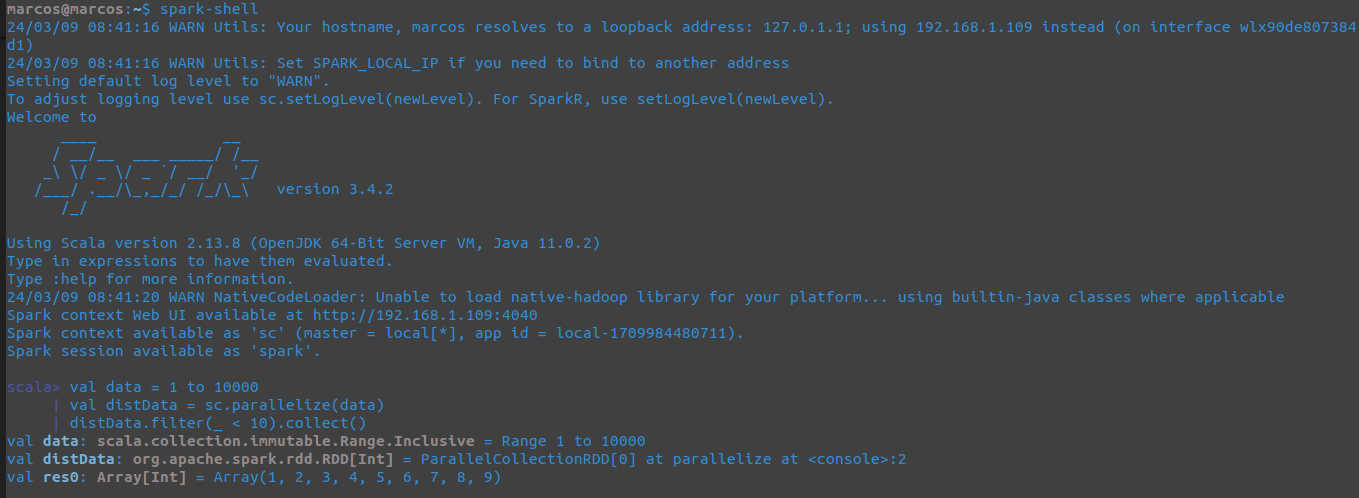 marcos@marcos:~$ spark-shell
24/03/09 08:41:16 WARN Utils: Your hostname, marcos resolves to a loopback address: 127.0.1.1; using 192.168.1.109 instead (on interface wlx90de807384
d1)
24/03/09 08:41:16 WARN Utils: Set SPARK_LOCAL_IP if you need to bind to another address
Setting default log level to "WARN".
To adjust logging level use sc.setLogLevel(newLevel). For SparkR, use setLogLevel(newLevel).
Welcome to
      ____              __
     / __/__  ___ _____/ /__
    _\ \/ _ \/ _ `/ __/  '_/
   /___/ .__/\_,_/_/ /_/\_\   version 3.4.2
      /_/
Using Scala version 2.13.8 (OpenJDK 64-Bit Server VM, Java 11.0.2)
Type in expressions to have them evaluated.
Type :help for more information.
24/03/09 08:41:20 WARN NativeCodeLoader: Unable to load native-hadoop library for your platform... using builtin-java classes where applicable
Spark context Web UI available at http://192.168.1.109:4040
Spark context available as 'sc' (master = local[*], app id = local-1709984480711).
Spark session available as 'spark'.
scala> val data = 1 to 10000
     | val distData = sc.parallelize(data)
     | distData.filter(_ < 10).collect()
val data: scala.collection.immutable.Range.Inclusive = Range 1 to 10000
val distData: org.apache.spark.rdd.RDD[Int] = ParallelCollectionRDD[0] at parallelize at <console>:2
val res0: Array[Int] = Array(1, 2, 3, 4, 5, 6, 7, 8, 9)